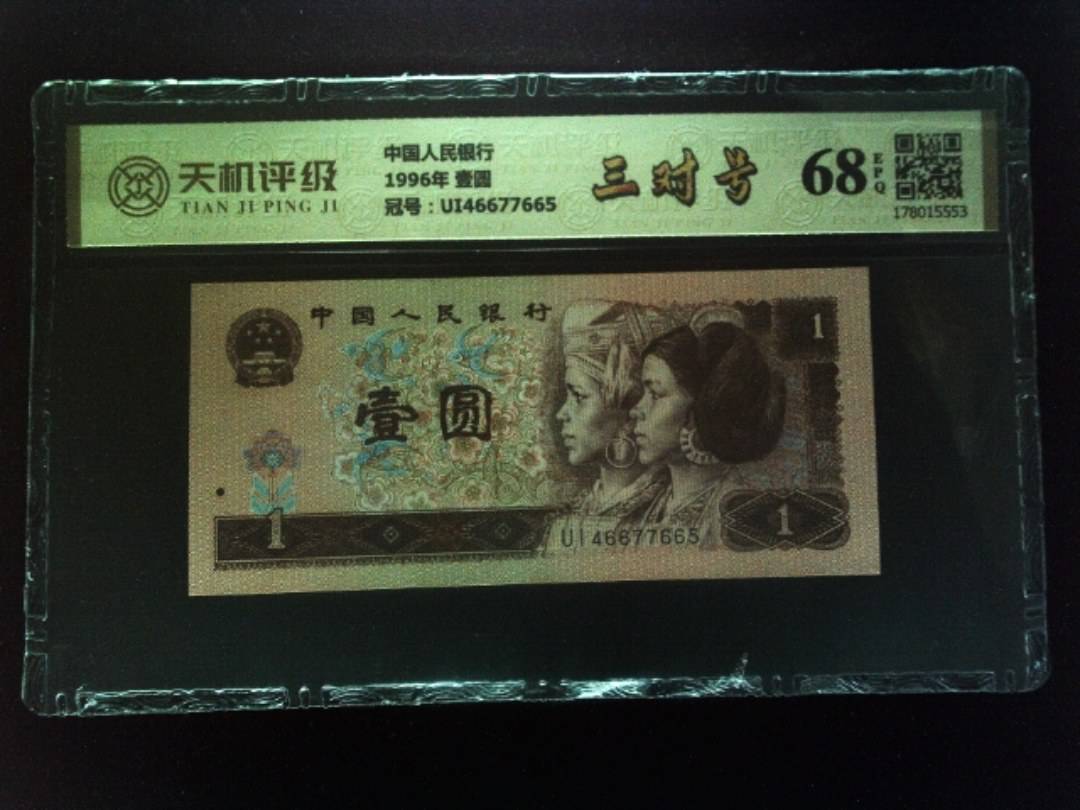 天机评级
TIAN JI PING JI
中国人民银行
1996年 壹圆
冠号：UI46677665
三对号
68
EPQ
178015553
中国人民银行
1
壹圆
1
UI46677665
1